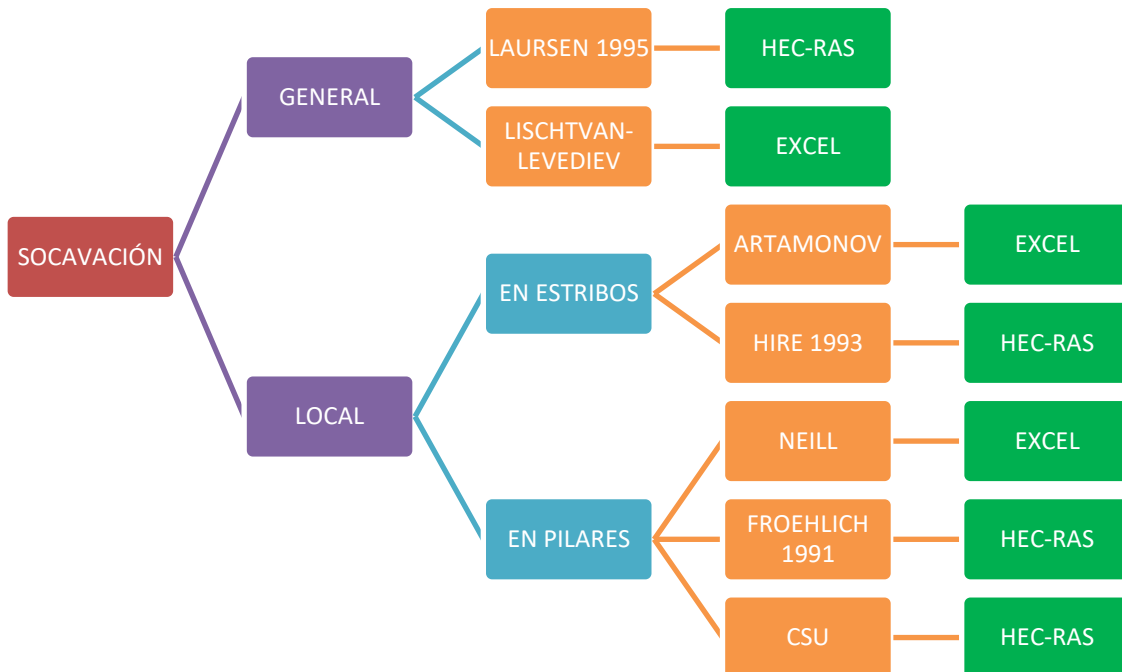 LAURSEN 1995
HEC-RAS
GENERAL
LISCHTVAN-
LEVEDIEV
EXCEL
SOCAVACIÓN
ARTAMONOV
EXCEL
EN ESTRIBOS
HIRE 1993
HEC-RAS
LOCAL
NEILL
EXCEL
EN PILARES
FROEHLICH
1991
HEC-RAS
CSU
HEC-RAS